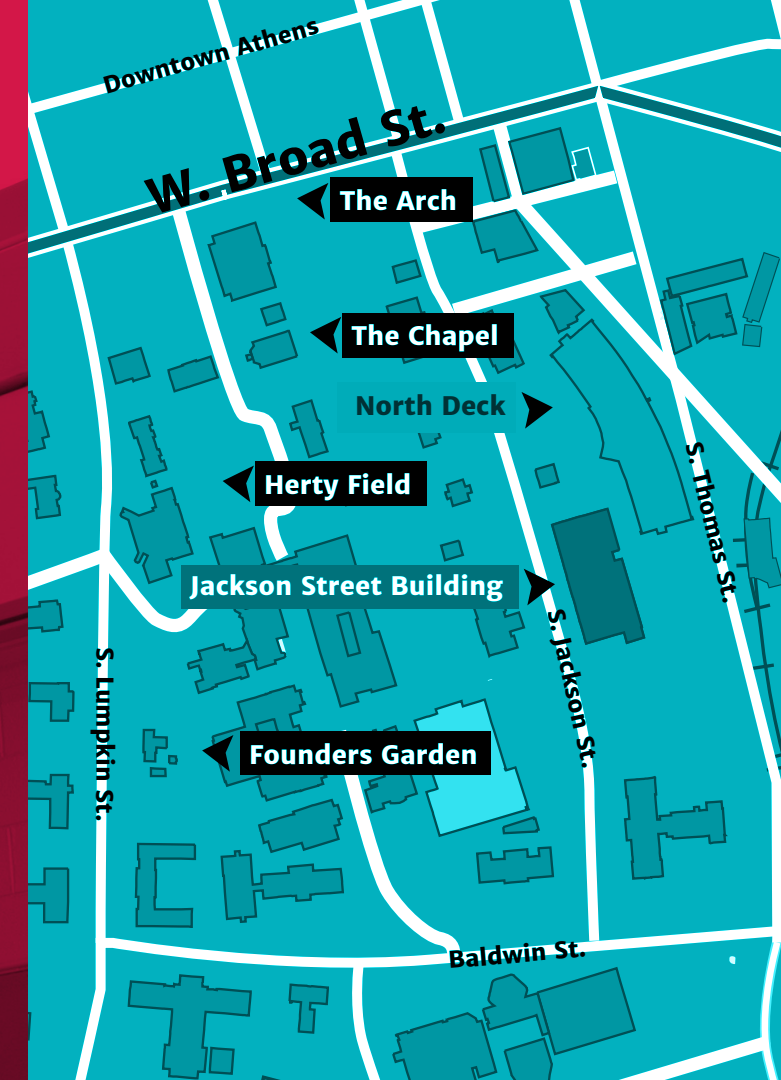 Downtown Athens
W. Broad St.
The Arch
The Chapel
North Deck
Herty Field
S. Thomas St.
Jackson Street Building
S. Jackson St.
S. Lumpkin St.
Founders Garden
Baldwin St.